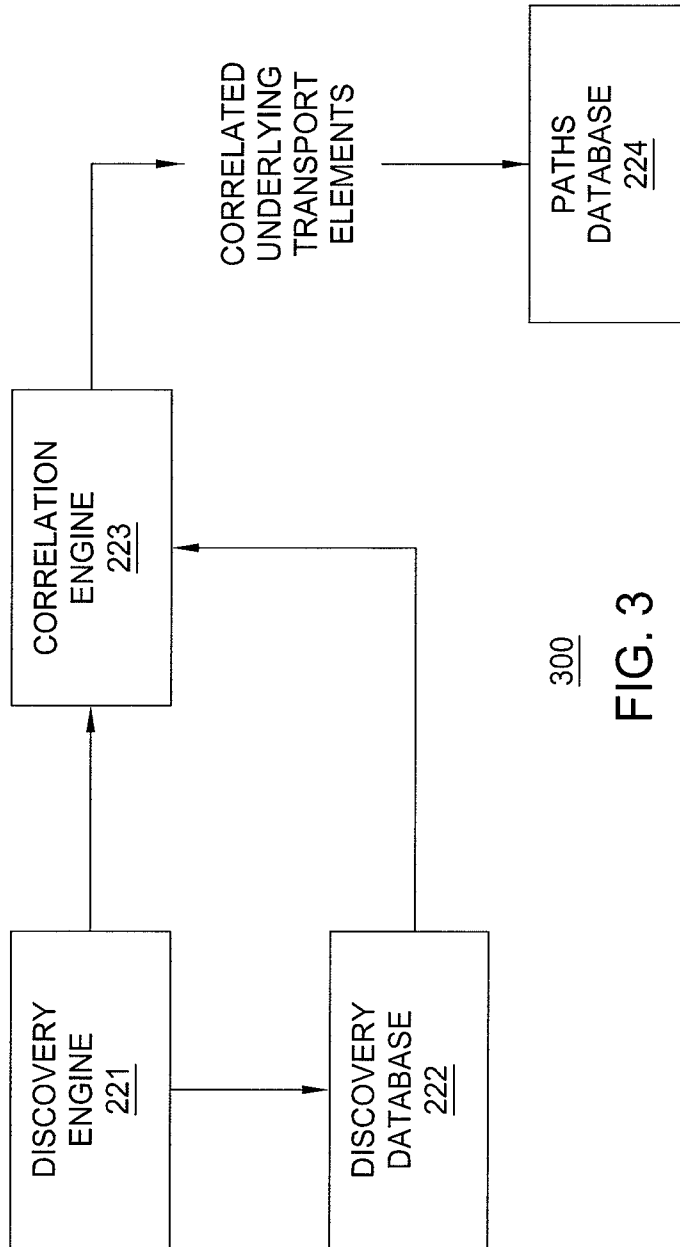 DISCOVERY
ENGINE
221
CORRELATION
ENGINE
223
CORRELATED
UNDERLYING
TRANSPORT
ELEMENTS
DISCOVERY
DATABASE
222
PATHS
DATABASE
224
300
FIG. 3